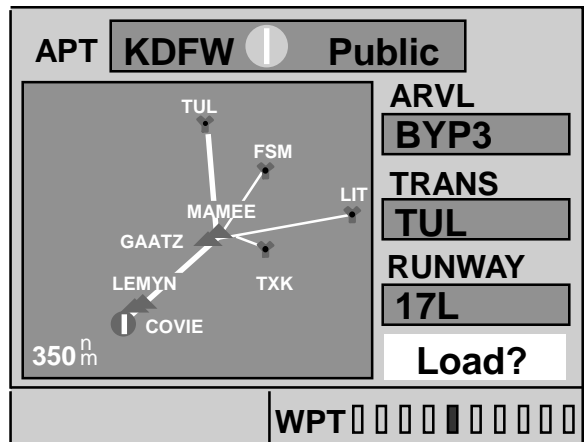 APT KDFW Public
ARVL
BYP3
TRANS
TUL
RUNWAY
17L
Load?
TUL
FSM
LIT
MAMEE
GAATZ
LEMYN
TXK
COVIE
350 nm
WPT